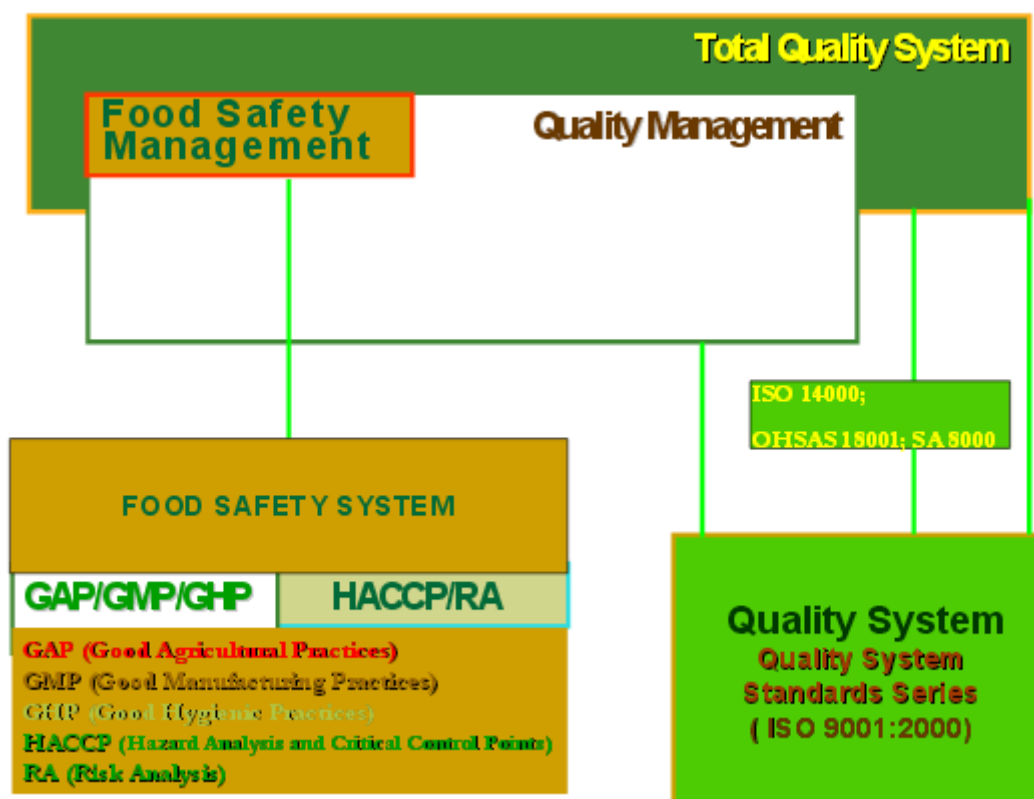 Total Quality System
Food Safety
Management
Quality Management
ISO 14000;
OHSAS 18001; SA 8000
FOOD SAFETY SYSTEM
GAP/GMP/GHP
HACCP/RA
GAP (Good Agricultural Practices)
GMP (Good Manufacturing Practices)
GHP (Good Hygienic Practices)
HACCP (Hazard Analysis and Critical Control Points)
RA (Risk Analysis)
Quality System
Quality System
Standards Series
( ISO 9001:2000)